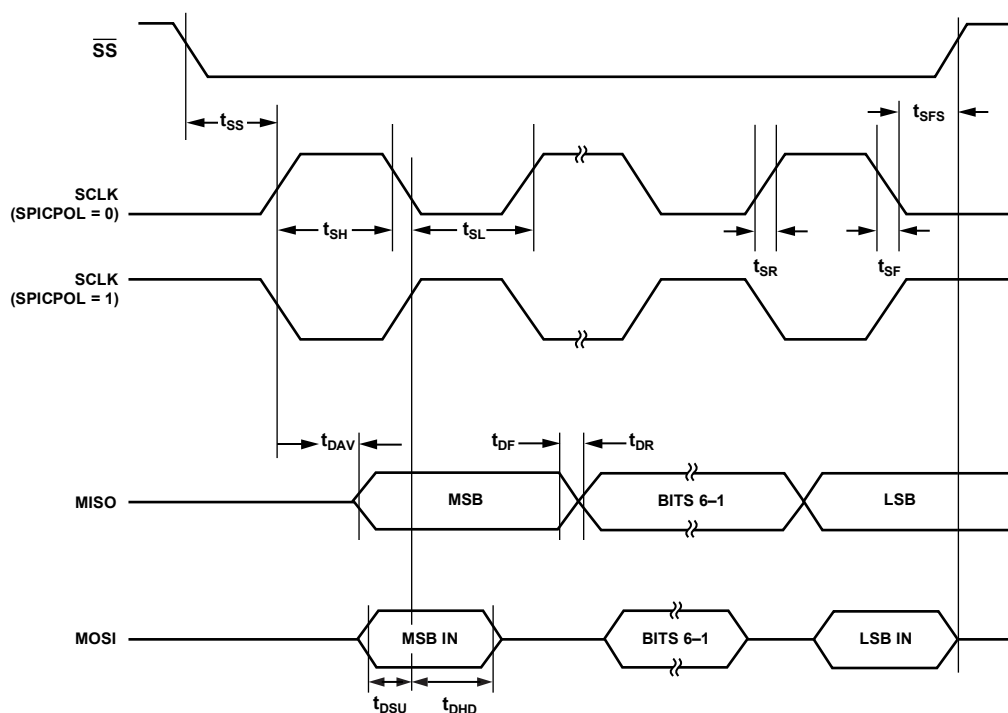 SS
tSS
tSFS
SCLK
(SPICPOL = 0)
tSH
tSL
tSR
tSF
SCLK
(SPICPOL = 1)
tDAV
tDF
tDR
MISO
MSB
BITS 6–1
LSB
MOSI
MSB IN
BITS 6–1
LSB IN
tDSU
tDHD